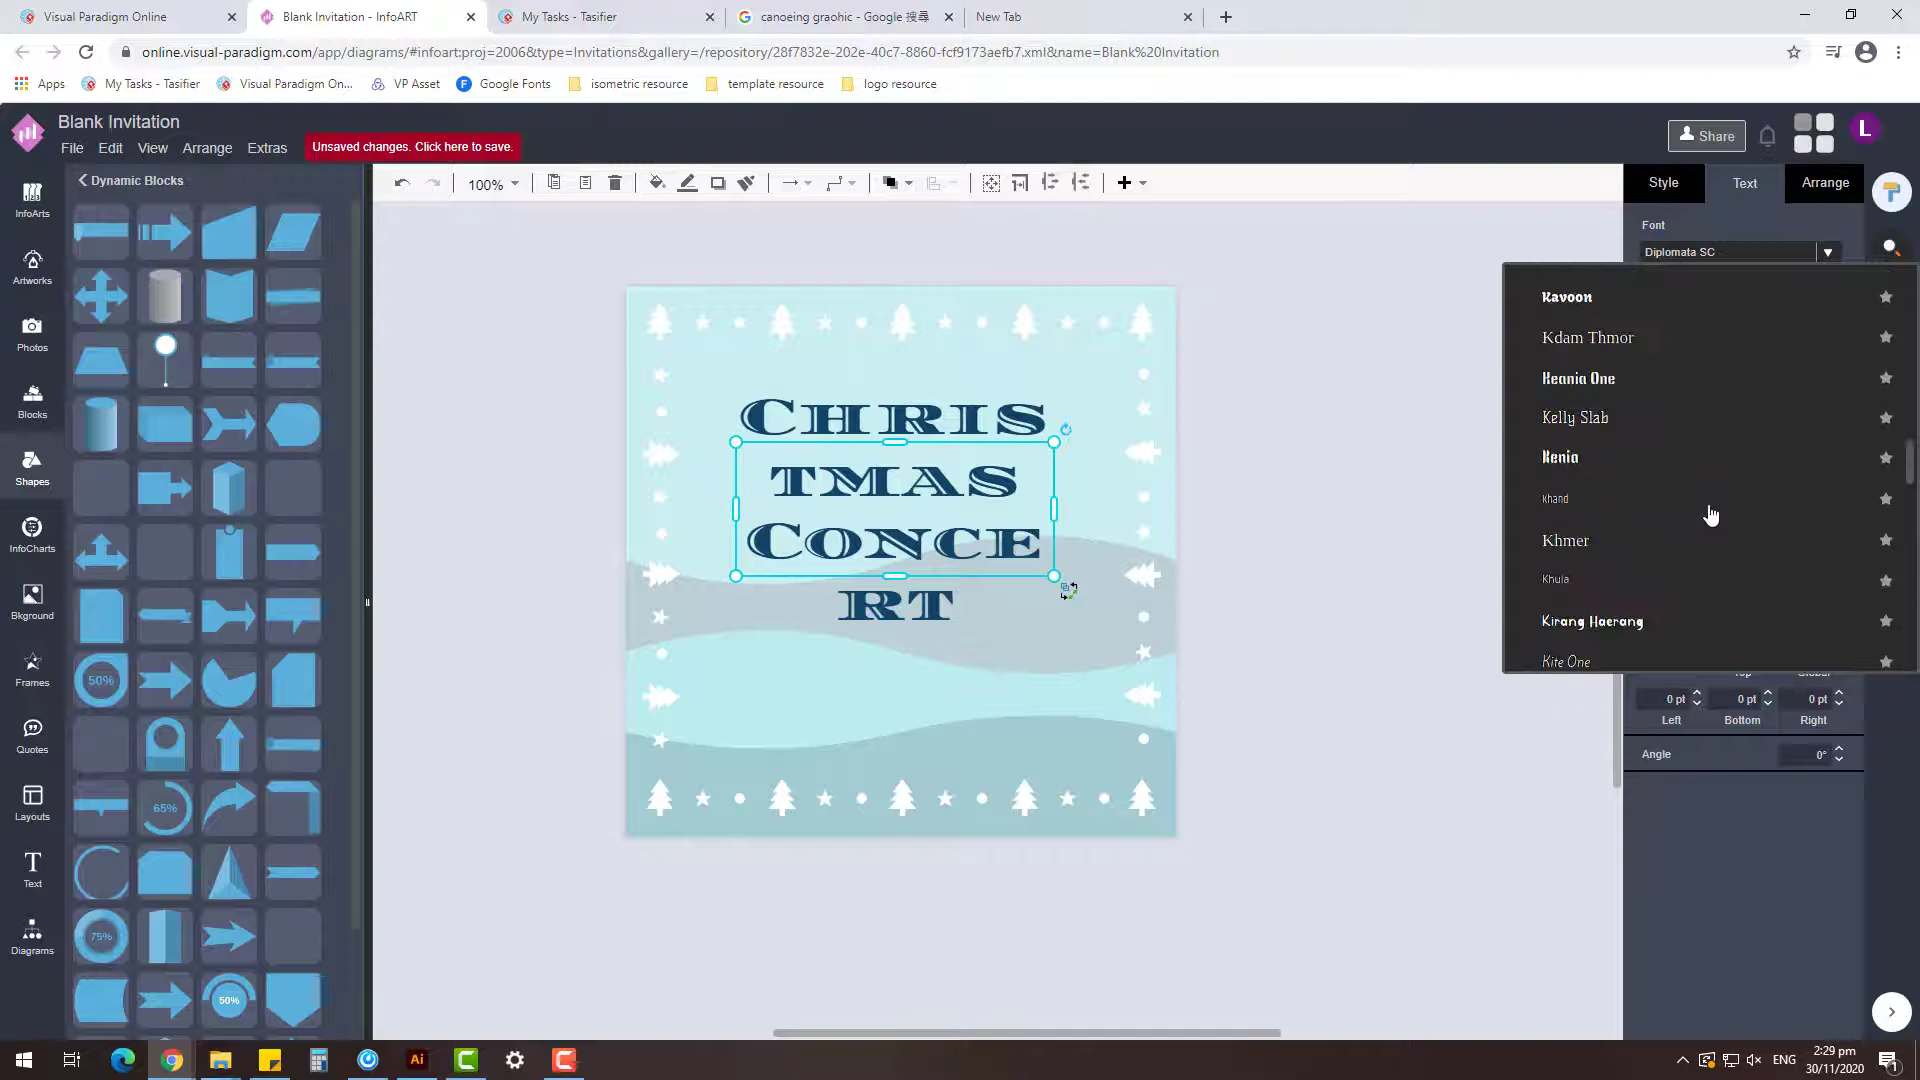 Visual Paradigm Online
Blank Invitation - InfoART
My Tasks - Tasifier
canoeing graohic - Google 搜尋
New Tab
online.visual-paradigm.com/app/diagrams/#infoart:proj=2006&type=Invitations&gallery=/repository/28f7832e-202e-40c7-8860-fcf9173aefb7.xml&name=Blank%20Invitation
Apps
My Tasks - Tasifier
Visual Paradigm On...
VP Asset
Google Fonts
isometric resource
template resource
logo resource
Blank Invitation
File
Edit
View
Arrange
Extras
Unsaved changes. Click here to save.
Share
L
Dynamic Blocks
100%
Style
Text
Arrange
Font
Diplomata SC
InfoArts
Artworks
Photos
Blocks
Shapes
InfoCharts
Bkground
Frames
Quotes
Layouts
Text
Diagrams
50%
65%
75%
50%
CHRIS
TMAS
CONCE
RT
Kavoon
Kdam Thmor
Keania One
Kelly Slab
Kenia
Khand
Khmer
Khula
Kirang Haerang
Kite One
0 pt
0 pt
0 pt
Left
Bottom
Right
Angle
0°
Ai
ENG
2:29 pm
30/11/2020
1